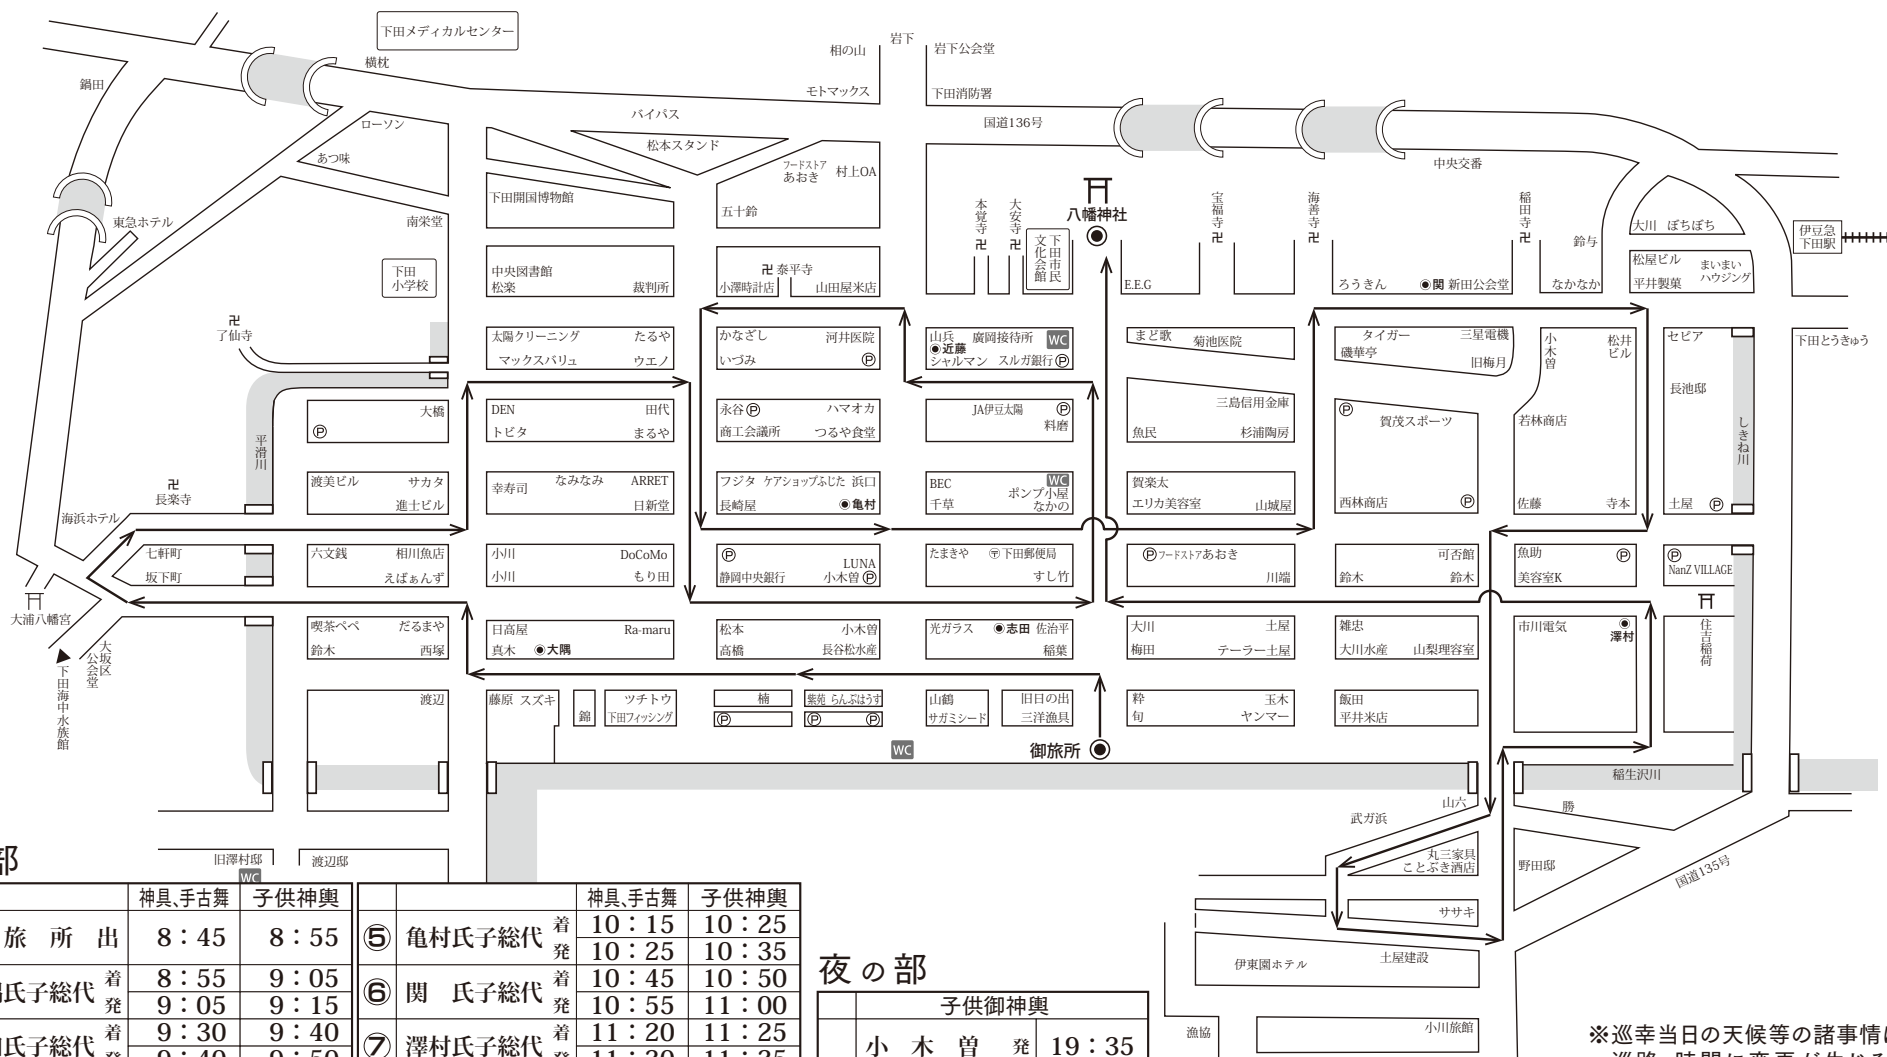 下田メディカルセンター
岩下
相の山
岩下公会堂
横枕
鍋田
モトマックス
下田消防署
バイパス
国道136号
ローソン
松本スタンド
あつ味
フードストア
あおき
村上OA
中央交番
下田開国博物館
五十鈴
東急ホテル
南栄堂
本覚寺
大安寺
下田市民
文化会館
八幡神社
宝福寺
海善寺
稲田寺
鈴与
大川 ぽちぽち
伊豆急
下田駅
下田
小学校
中央図書館
松楽
裁判所
泰平寺
小澤時計店
山田屋米店
E.E.G
ろうきん
関 新田公会堂
なかなか
松屋ビル
平井製菓
まいまい
ハウジング
了仙寺
太陽クリーニング
たるや
マックスバリュ
ウエノ
かなざし
河井医院
いづみ
Ⓟ
山兵
廣岡接待所
WC
近藤
シャルマン
スルガ銀行Ⓟ
まど歌
菊池医院
タイガー
三星電機
磯華亭
旧梅月
小木曽
松井
ビル
セピア
下田とうきゅう
大橋
Ⓟ
DEN
田代
トビタ
まるや
永谷Ⓟ
ハマオカ
商工会議所
つるや食堂
JA伊豆太陽
Ⓟ
料磨
三島信用金庫
魚民
杉浦陶房
Ⓟ
賀茂スポーツ
若林商店
長池邸
しきね川
平滑川
長楽寺
海浜ホテル
渡美ビル
サカタ
進士ビル
幸寿司
なみなみ
ARRET
日新堂
フジタ
ケアショップふじた
浜口
長崎屋
亀村
BEC
WC
ポンプ小屋
千草
なかの
賀楽太
エリカ美容室
山城屋
西林商店
Ⓟ
佐藤
寺本
土屋
Ⓟ
七軒町
坂下町
六文銭
相川魚店
えばぁんず
小川
DoCoMo
小川
もり田
Ⓟ
LUNA
静岡中央銀行
小木曽Ⓟ
たまきや
〶下田郵便局
すし竹
Ⓟフードストアあおき
川端
可否館
鈴木
鈴木
魚助
Ⓟ
美容室K
Ⓟ
NanZ VILLAGE
大浦八幡宮
大坂区
公会堂
下田海中水族館
喫茶ペペ
だるまや
鈴木
西塚
日高屋
Ra-maru
真木
大隅
松本
小木曽
高橋
長谷松水産
光ガラス
志田
佐治平
稲葉
大川
土屋
梅田
テーラー土屋
雑忠
大川水産
山梨理容室
市川電気
澤村
住吉稲荷
渡辺
藤原
スズキ
錦
ツチトウ
下田フィッシング
楠
Ⓟ
紫苑
らんぷはうす
Ⓟ
Ⓟ
山鶴
サガミシード
旧日の出
三洋漁具
粋
玉木
旬
ヤンマー
飯田
平井米店
WC
御旅所
稲生沢川
山六
勝
武ガ浜
丸三家具
ことぶき酒店
野田邸
国道135号
ササキ
伊東園ホテル
土屋建設
漁協
小川旅館
旧澤村邸
WC
渡辺邸
部
神具、手古舞
子供神輿
旅所出
8：45
8：55
氏子総代
着
8：55
9：05
発
9：05
9：15
氏子総代
着
9：30
9：40
神具、手古舞
子供神輿
⑤
亀村氏子総代
着
10：15
10：25
発
10：25
10：35
⑥
関 氏子総代
着
10：45
10：50
発
10：55
11：00
⑦
澤村氏子総代
着
11：20
11：25
夜の部
子供御神輿
小木曽
発
19：35
※巡幸当日の天候等の諸事情